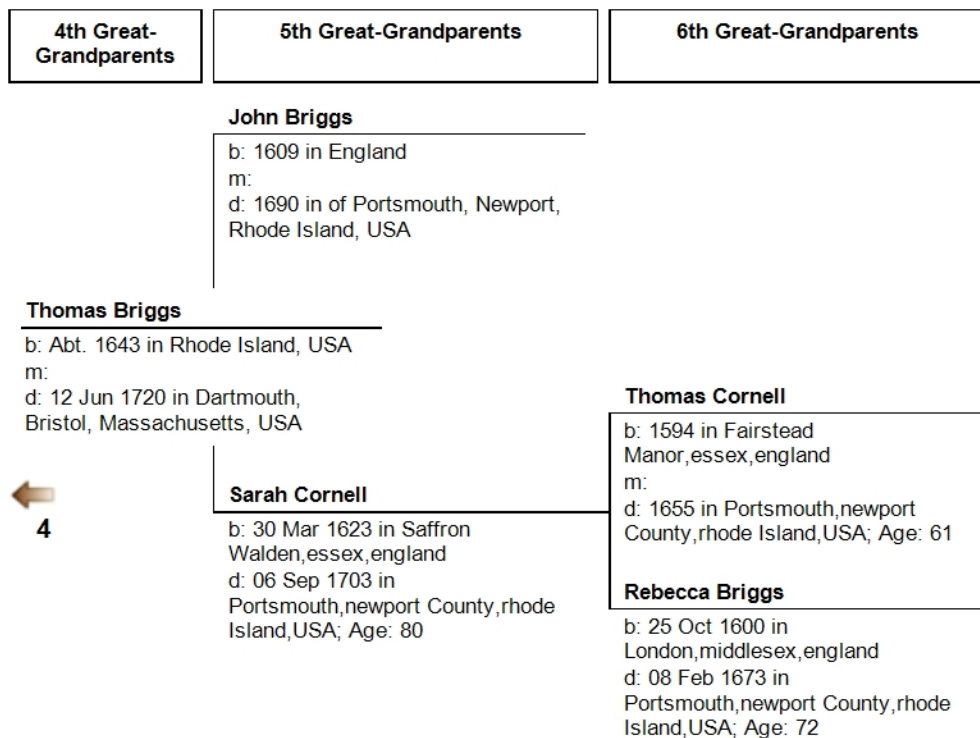 4th Great-
Grandparents
5th Great-Grandparents
6th Great-Grandparents
John Briggs
b: 1609 in England
m:
d: 1690 in of Portsmouth, Newport,
Rhode Island, USA
Thomas Briggs
b: Abt. 1643 in Rhode Island, USA
m:
d: 12 Jun 1720 in Dartmouth,
Bristol, Massachusetts, USA
4
Sarah Cornell
b: 30 Mar 1623 in Saffron
Walden,essex,england
d: 06 Sep 1703 in
Portsmouth,newport County,rhode
Island,USA; Age: 80
Thomas Cornell
b: 1594 in Fairstead
Manor,essex,england
m:
d: 1655 in Portsmouth,newport
County,rhode Island,USA; Age: 61
Rebecca Briggs
b: 25 Oct 1600 in
London,middlesex,england
d: 08 Feb 1673 in
Portsmouth,newport County,rhode
Island,USA; Age: 72